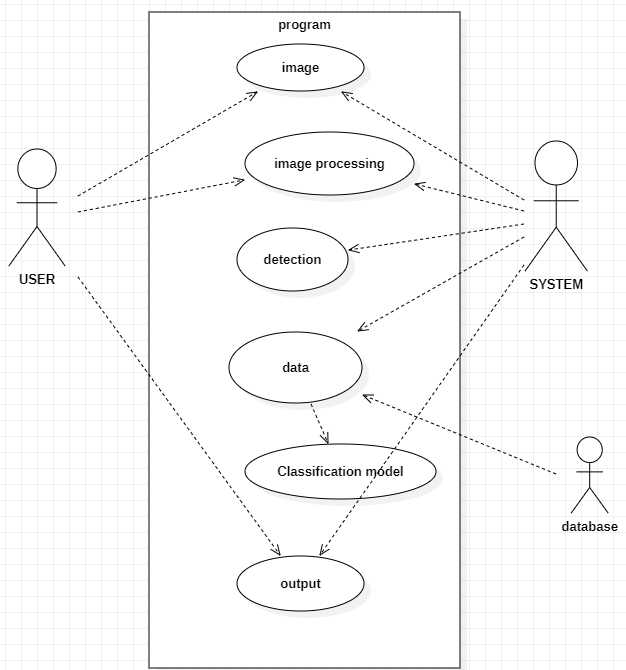 program
image
image processing
detection
USER
SYSTEM
data
Classification model
database
output